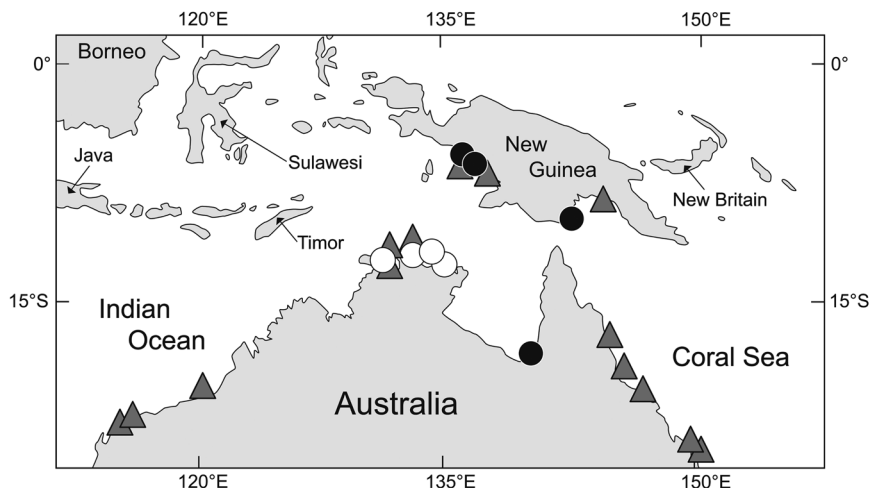 120°E 135°E 150°E
Borneo
0° 0°
Java
New
Guinea
Sulawesi
New Britain
Timor
15°S 15°S
Indian
Ocean
Coral Sea
Australia
120°E 135°E 150°E